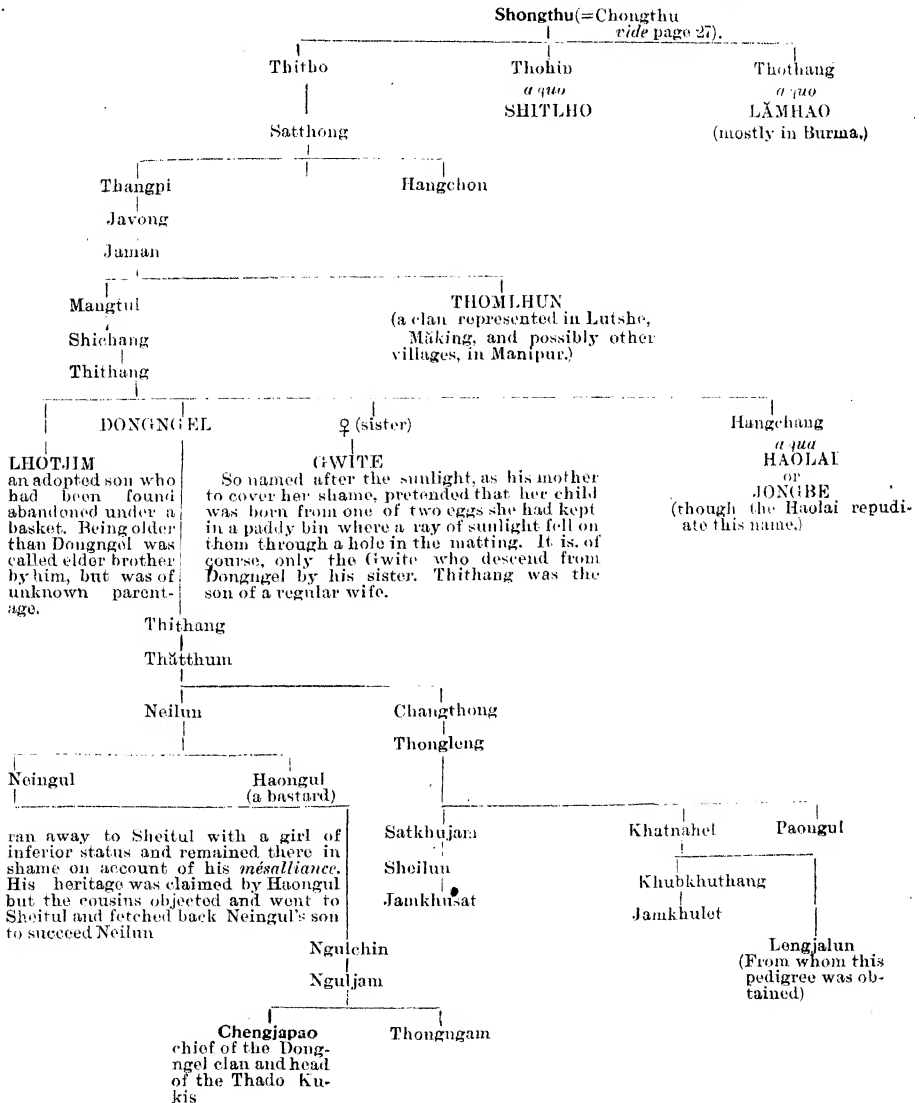 Shongthu (=Chongthu
vide page 27).
Thitho Thohin Thothang
a quo a quo
SHITLHO LĂMHAO
(mostly in Burma.)
Satthong
Thangpi Hangchon
Javong
Jaman
Mangtul THOMLHUN
(a clan represented in Lutshe,
Măking, and possibly other
villages, in Manipur.)
Shichang
Thithang
DONGNGEL ♀ (sister) Hangchang
a qua
HAOLAI
or
JONGBE
(though the Haolai repudi-
ate this name.)
LHOTJIM
an adopted son who
had been found
abandoned under a
basket. Being older
than Dongngel was
called elder brother
by him, but was of
unknown parent-
age.
GWITE
So named after the sunlight, as his mother
to cover her shame, pretended that her child
was born from one of two eggs she had kept
in a paddy bin where a ray of sunlight fell on
them through a hole in the matting. It is, of
course, only the Gwite who descend from
Dongngel by his sister. Thithang was the
son of a regular wife.
Thithang
Thătthum
Neilun Changthong
Thongleng
Neingul Haongul
(a bastard)
ran away to Sheitul with a girl of
inferior status and remained there in
shame on account of his mésalliance.
His heritage was claimed by Haongul
but the cousins objected and went to
Sheitul and fetched back Neingul's son
to succeed Neilun
Satkhujam Khatnahet Paongul
Sheilun Khubkhuthang
Jamkhusat Jamkhulet
Lengjalun
(From whom this
pedigree was ob-
tained)
Ngulchin
Nguljam
Chengjapao Thongngam
chief of the Dong-
ngel clan and head
of the Thado Ku-
kis